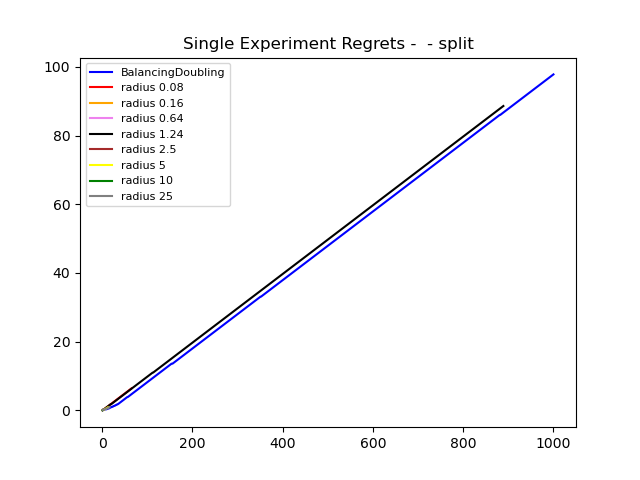 Single Experiment Regrets -  - split
100
80
60
40
20
0
BalancingDoubling
radius 0.08
radius 0.16
radius 0.64
radius 1.24
radius 2.5
radius 5
radius 10
radius 25
0 200 400 600 800 1000